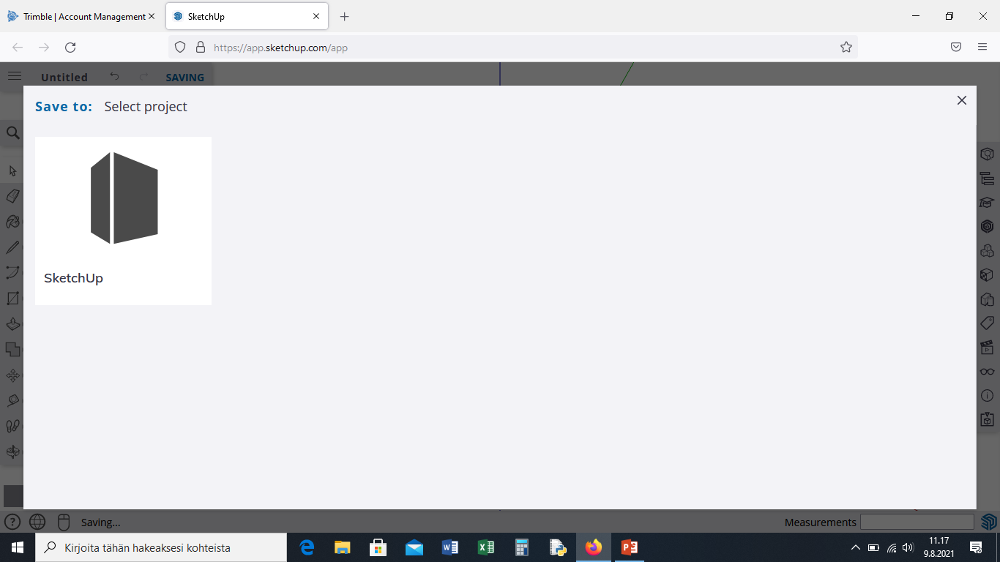 Trimble | Account Management
SketchUp
https://app.sketchup.com/app
Untitled
SAVING
Save to: Select project
SketchUp
Saving...
Measurements
Kirjoita tähän hakeaksesi kohteista
11.17
9.8.2021